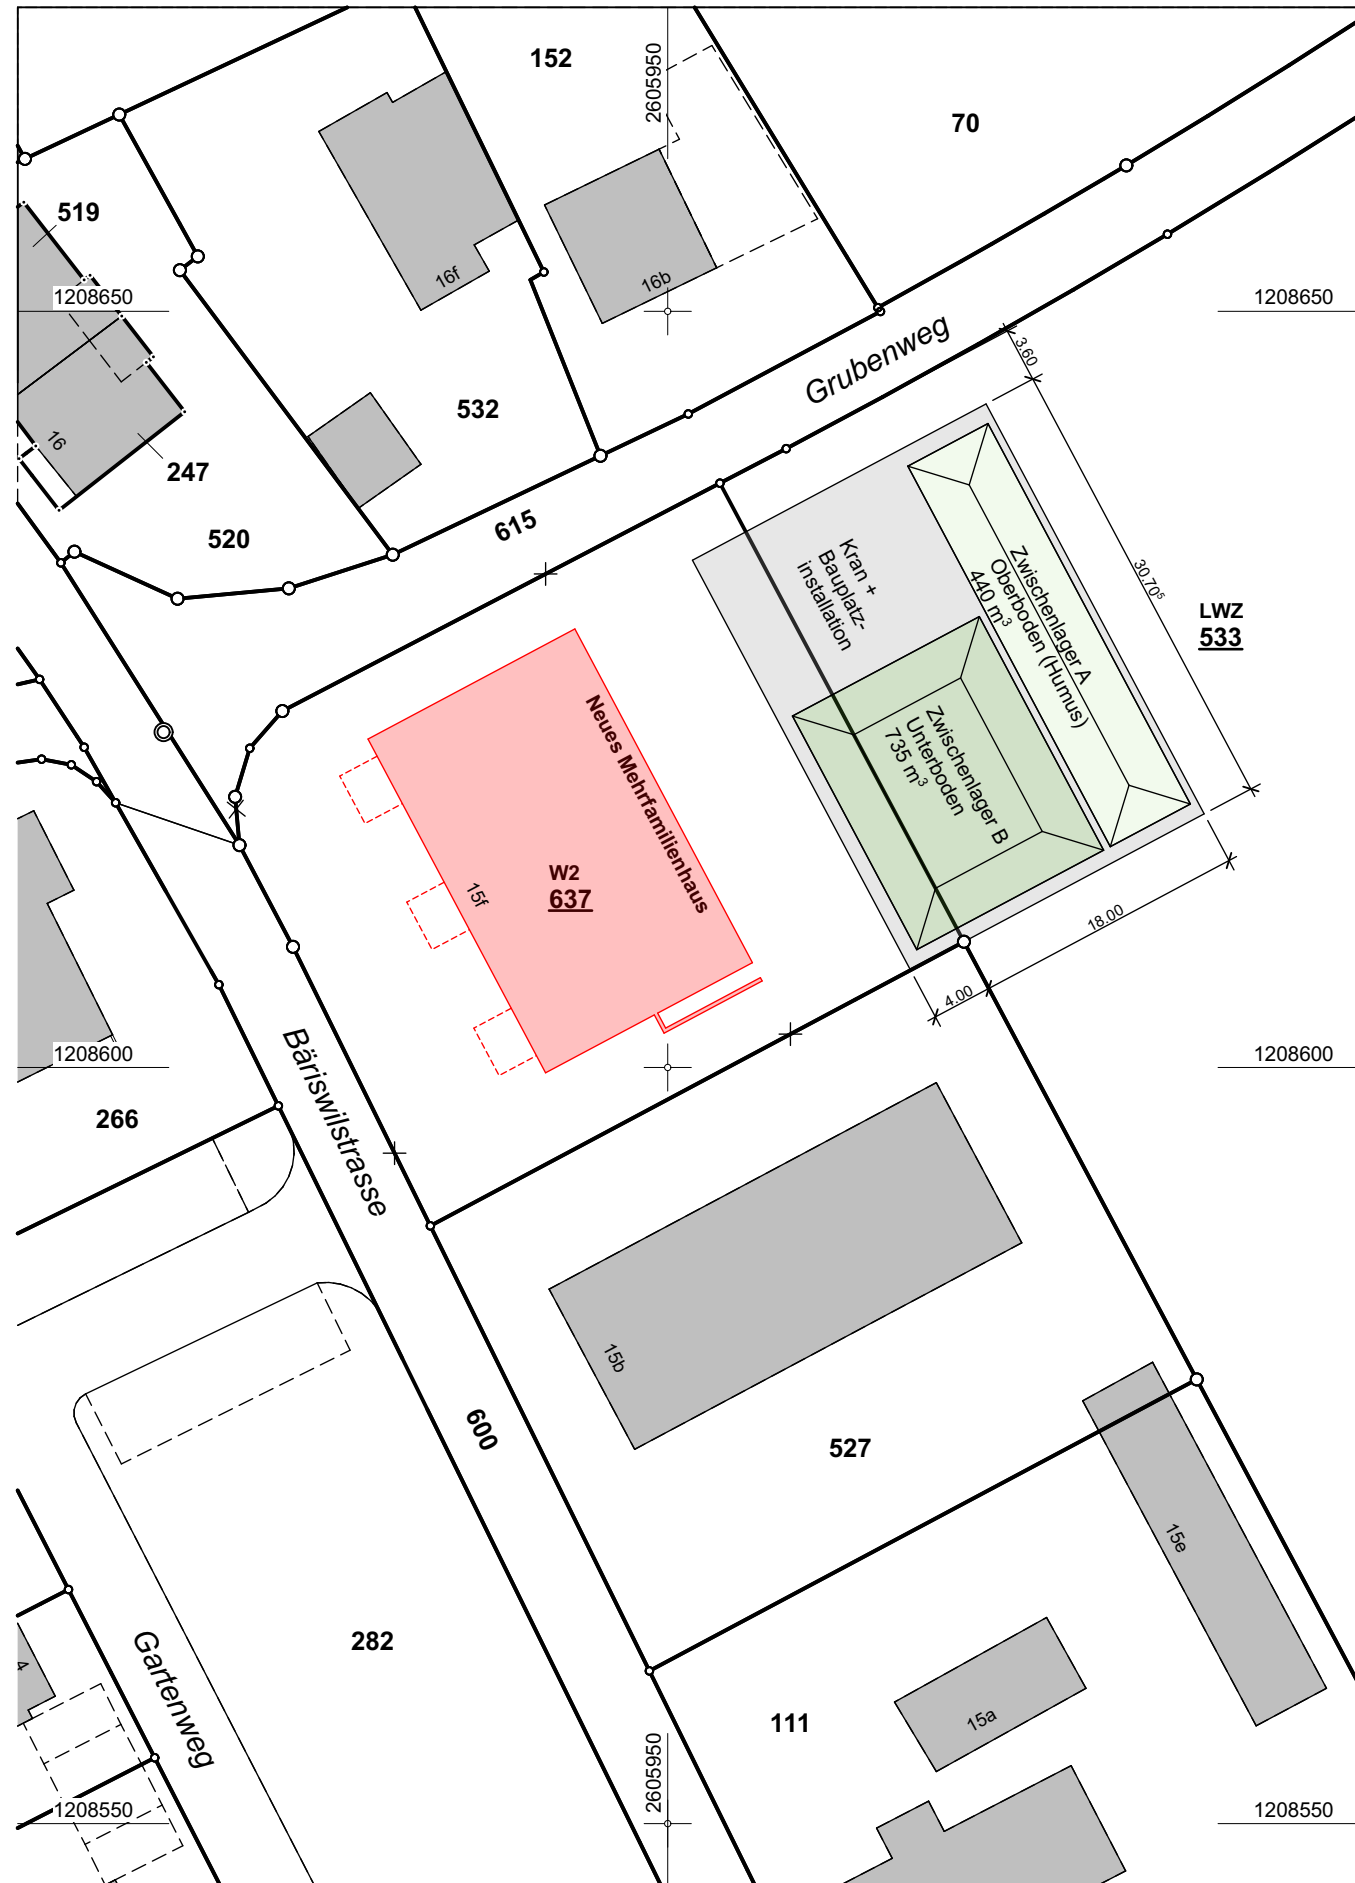 152
2605950
70
519
1208650
1208650
16f
16b
Grubenweg
3.60
532
16
247
615
520
Kran +
Bauplatz-
installation
Zwischenlager A
Oberboden (Humus)
440 m³
30.70⁵
LWZ
533
Neues Mehrfamilienhaus
Zwischenlager B
Unterboden
735 m³
W2
637
15f
18.00
4.00
1208600
1208600
Bäriswilstrasse
266
15b
600
527
15e
282
4
Gartenweg
111
15a
2605950
1208550
1208550